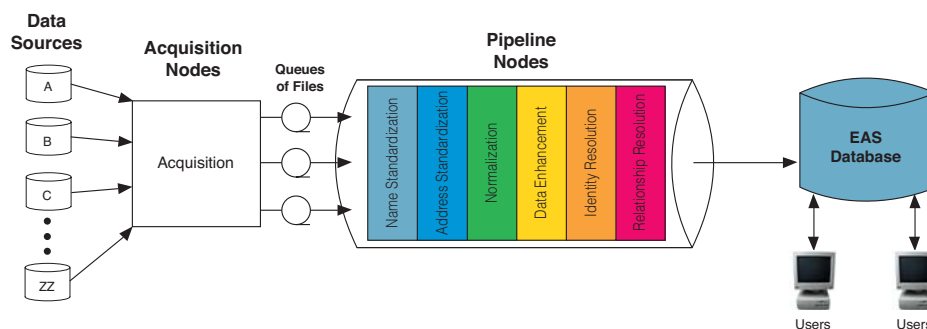 Data
Sources
Acquisition
Nodes
Queues
of Files
Pipeline
Nodes
A
B
C
ZZ
Acquisition
Name Standardization
Address Standardization
Normalization
Data Enhancement
Identity Resolution
Relationship Resolution
EAS
Database
Users
Users